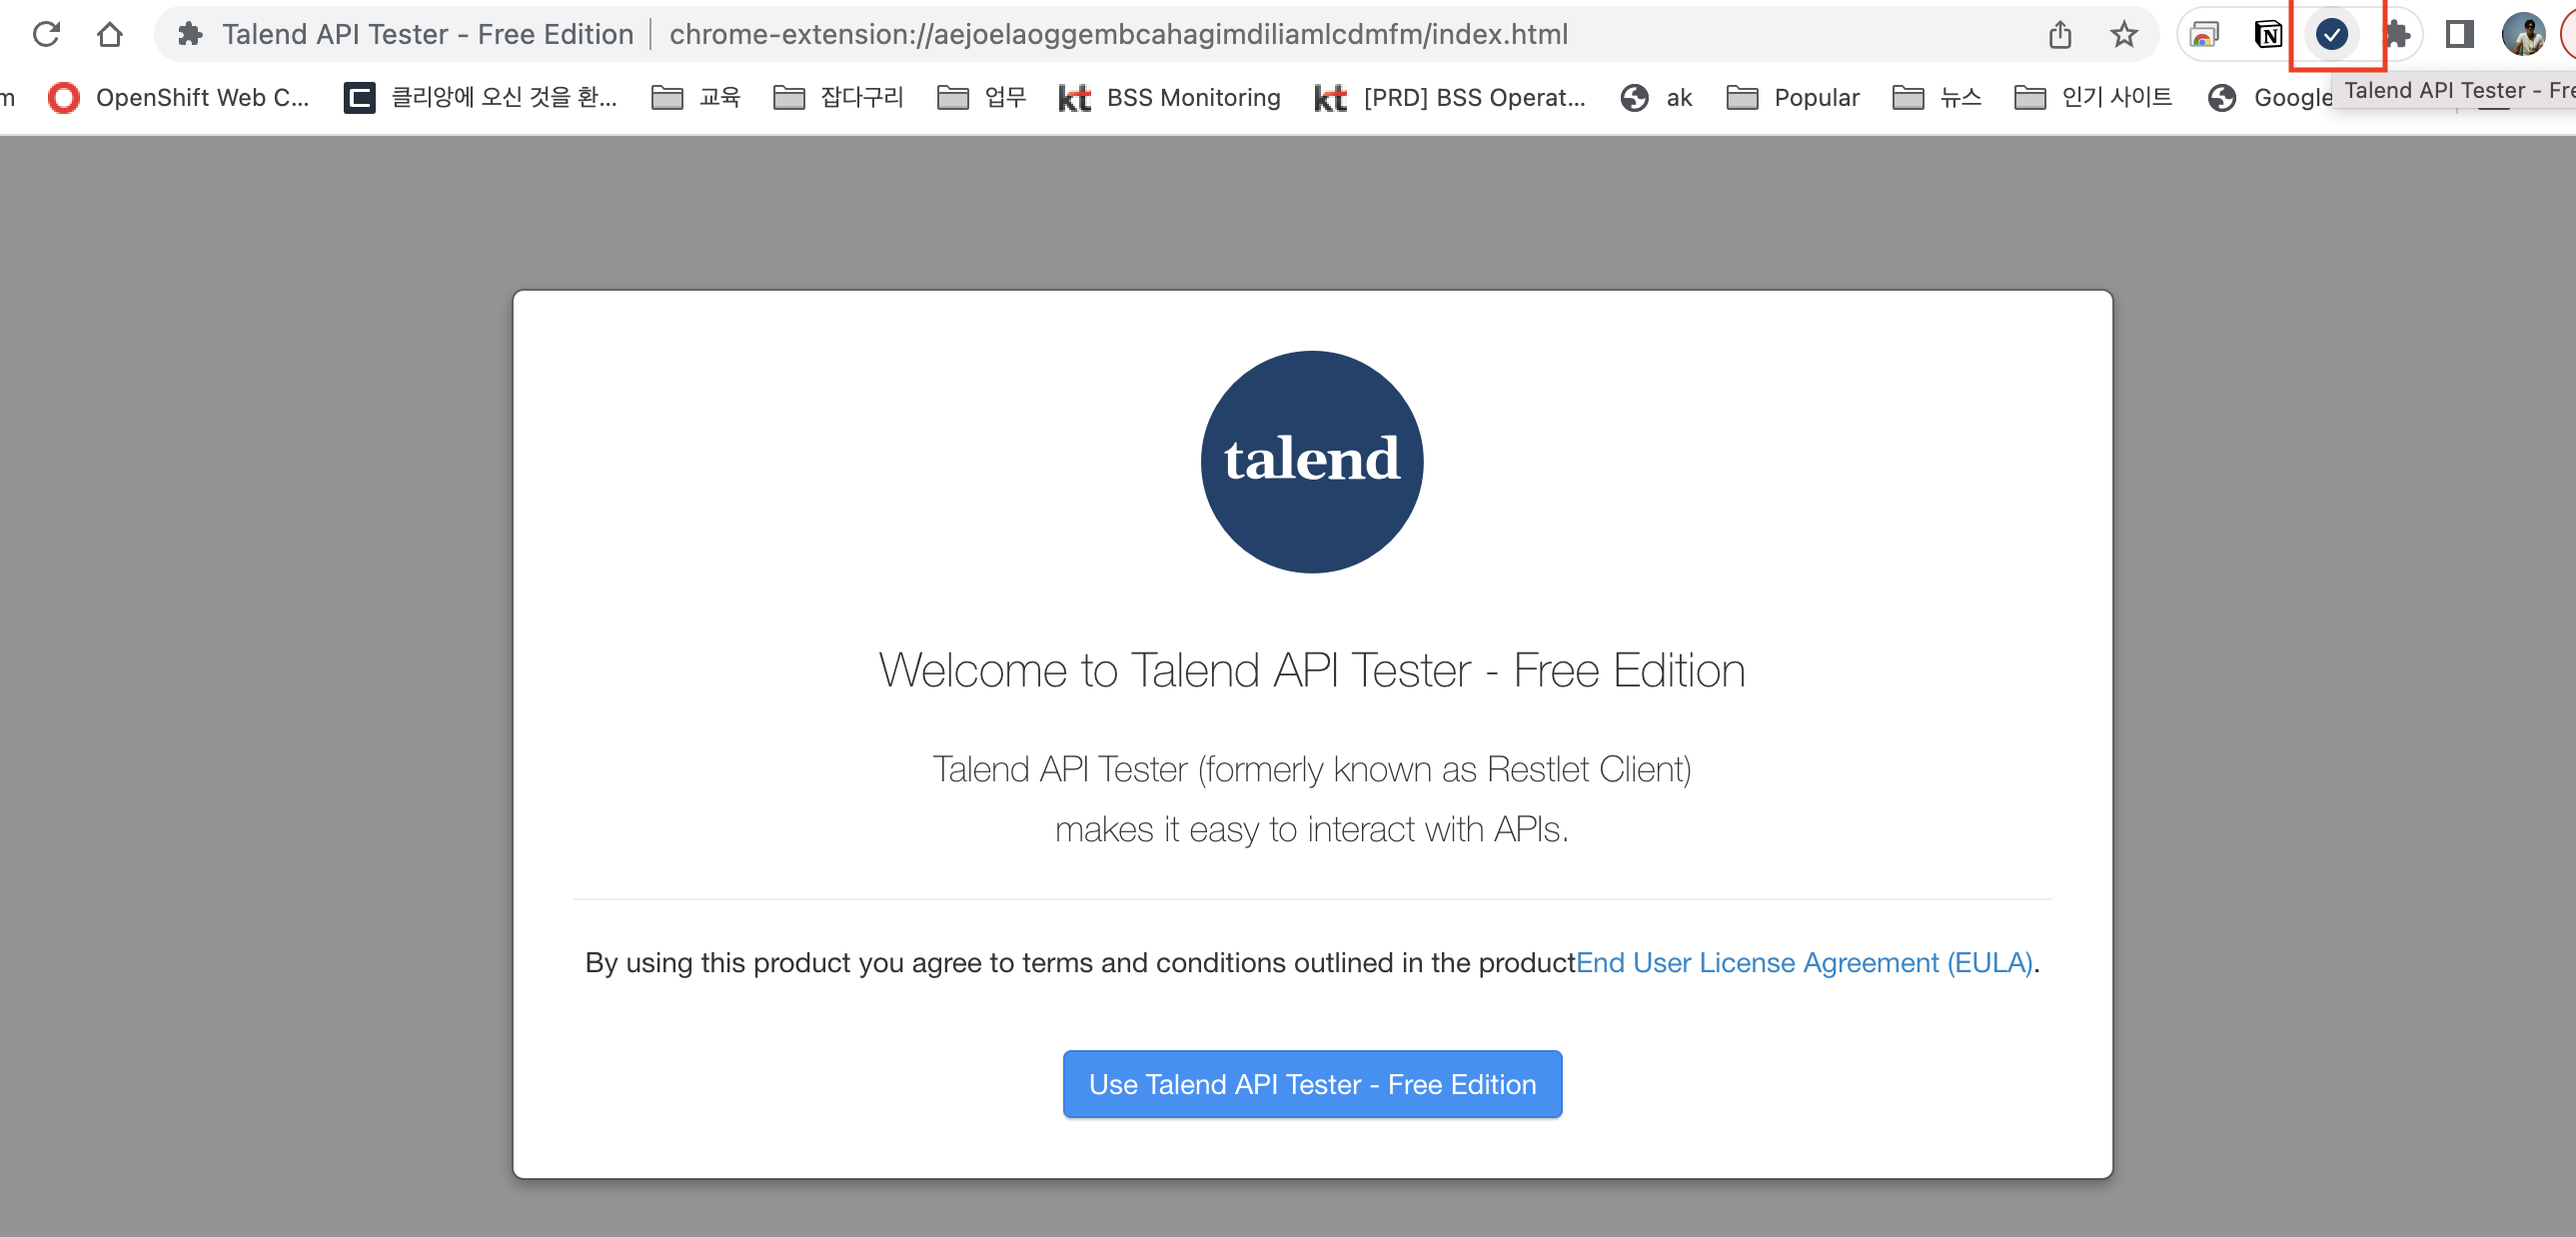 Talend API Tester - Free Edition | chrome-extension://aejoelaoggembcahagimdiliamlcdmfm/index.html
m OpenShift Web C... 클리앙에 오신 것을 환... 교육 잡다구리 업무 kt BSS Monitoring kt [PRD] BSS Operat... ak Popular 뉴스 인기 사이트 Google Talend API Tester - Fre
talend
Welcome to Talend API Tester - Free Edition
Talend API Tester (formerly known as Restlet Client)
makes it easy to interact with APIs.
By using this product you agree to terms and conditions outlined in the productEnd User License Agreement (EULA).
Use Talend API Tester - Free Edition